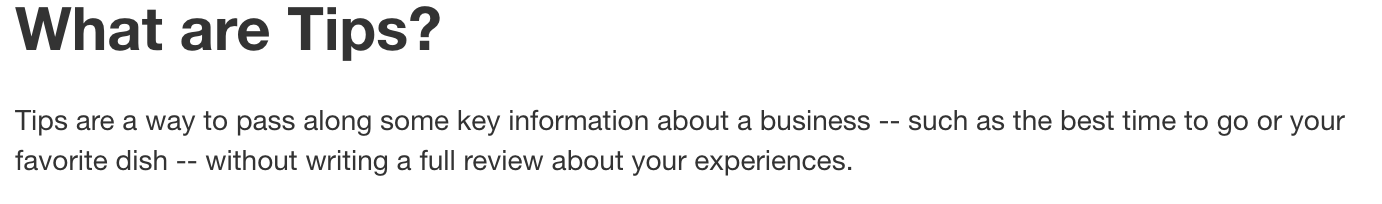 What are Tips?
Tips are a way to pass along some key information about a business -- such as the best time to go or your
favorite dish -- without writing a full review about your experiences.